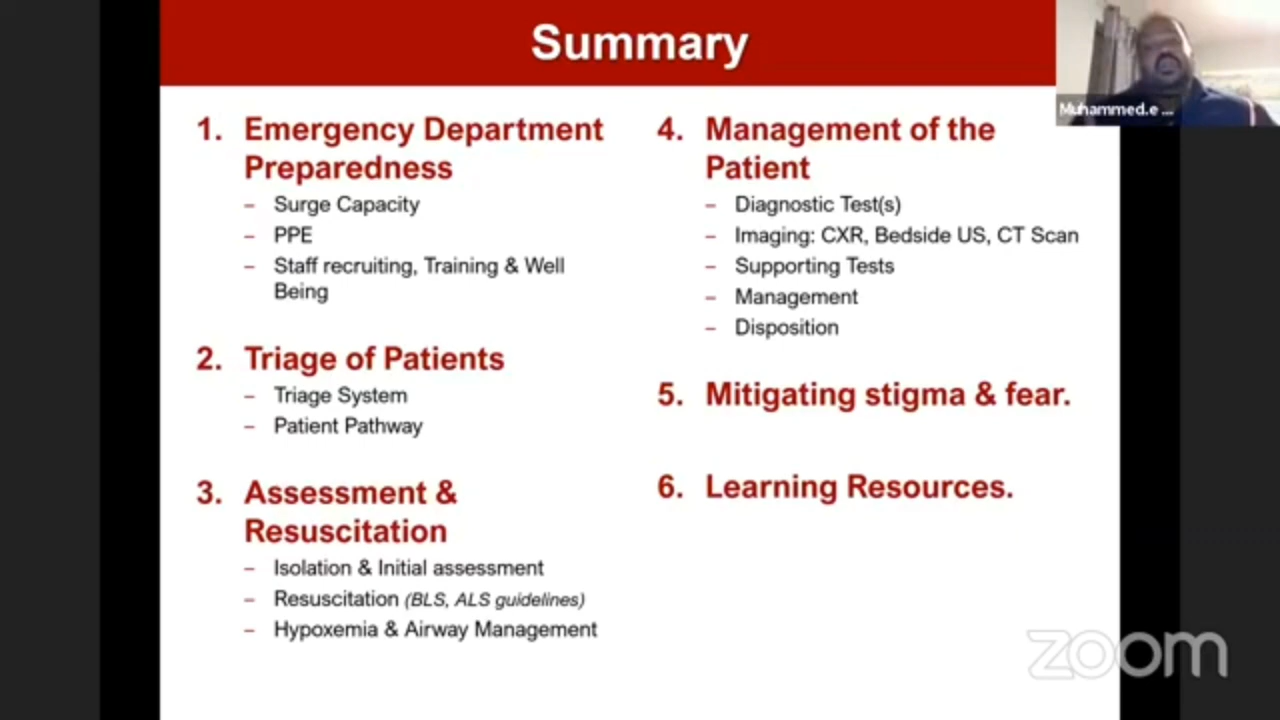 Summary
1. Emergency Department
Preparedness
– Surge Capacity
– PPE
– Staff recruiting, Training & Well
Being
2. Triage of Patients
– Triage System
– Patient Pathway
3. Assessment &
Resuscitation
– Isolation & Initial assessment
– Resuscitation (BLS, ALS guidelines)
– Hypoxemia & Airway Management
4. Management of the
Patient
– Diagnostic Test(s)
– Imaging: CXR, Bedside US, CT Scan
– Supporting Tests
– Management
– Disposition
5. Mitigating stigma & fear.
6. Learning Resources.
Muhammed.e ...
zoom